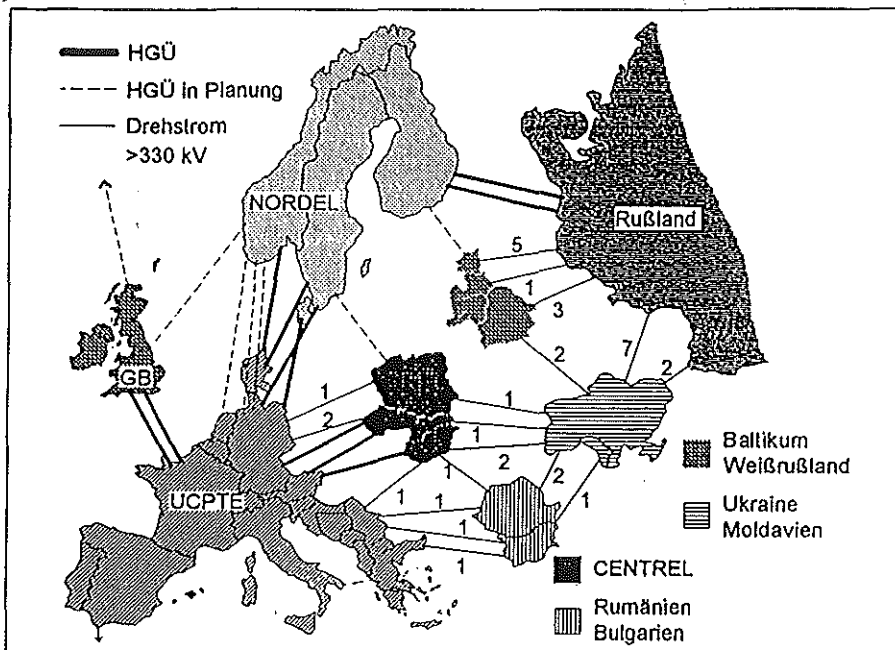 HGÜ
HGÜ in Planung
Drehstrom
>330 kV
NORDEL
Rußland
5
1
3
GB
2
7
2
1
2
1
1
Baltikum
Weißrußland
UCPTE
1
2
2
1
1
1
1
1
Ukraine
Moldavien
CENTREL
Rumänien
Bulgarien